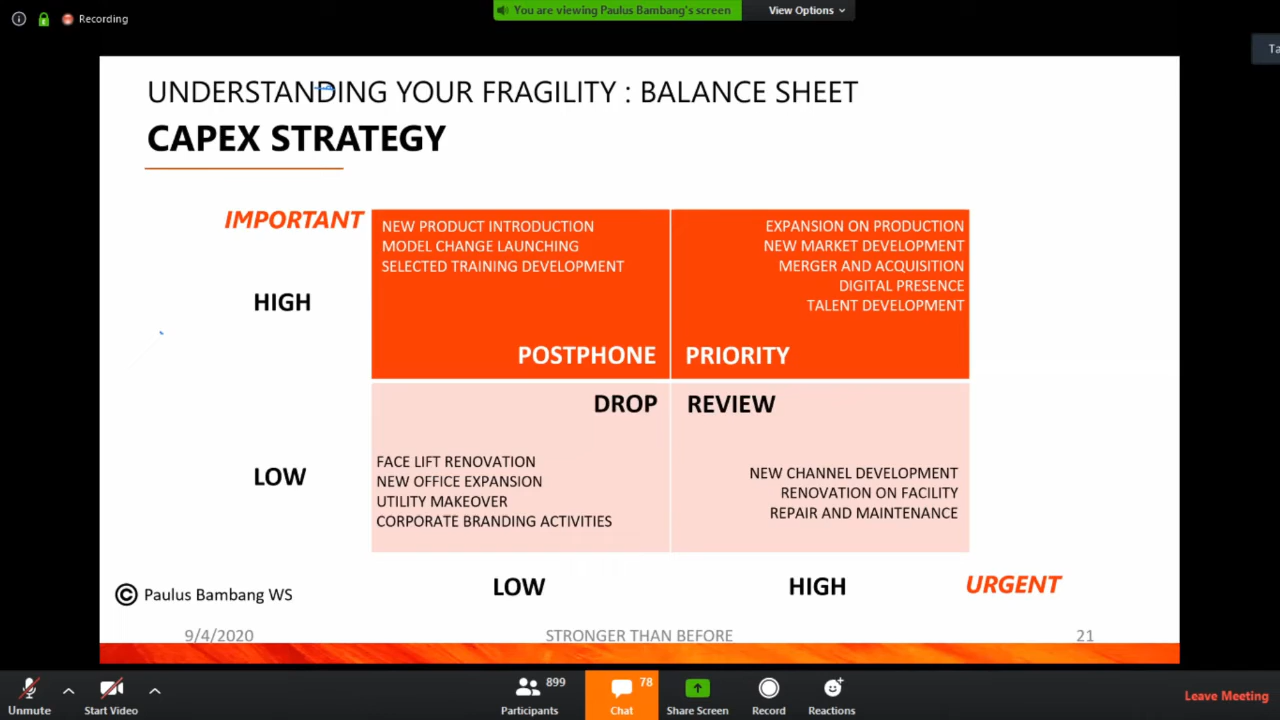 Recording
You are viewing Paulus Bambang's screen
View Options
Ta
UNDERSTANDING YOUR FRAGILITY : BALANCE SHEET
CAPEX STRATEGY
IMPORTANT
HIGH
LOW
NEW PRODUCT INTRODUCTION
MODEL CHANGE LAUNCHING
SELECTED TRAINING DEVELOPMENT
POSTPHONE
EXPANSION ON PRODUCTION
NEW MARKET DEVELOPMENT
MERGER AND ACQUISITION
DIGITAL PRESENCE
TALENT DEVELOPMENT
PRIORITY
DROP
FACE LIFT RENOVATION
NEW OFFICE EXPANSION
UTILITY MAKEOVER
CORPORATE BRANDING ACTIVITIES
REVIEW
NEW CHANNEL DEVELOPMENT
RENOVATION ON FACILITY
REPAIR AND MAINTENANCE
LOW
HIGH
URGENT
© Paulus Bambang WS
9/4/2020
STRONGER THAN BEFORE
21
Unmute
Start Video
Participants
899
Chat
78
Share Screen
Record
Reactions
Leave Meeting